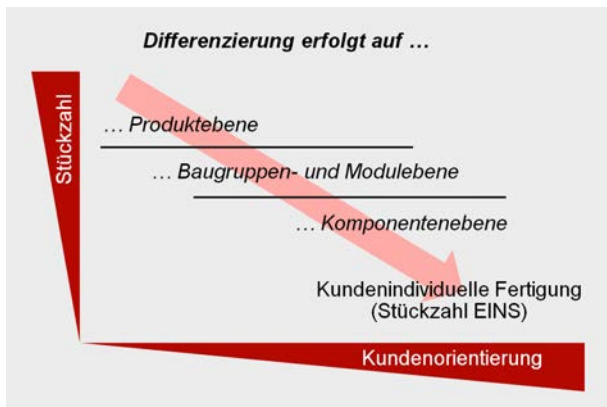 Differenzierung erfolgt auf …
Stückzahl
… Produktebene
… Baugruppen- und Modulebene
… Komponentenebene
Kundenindividuelle Fertigung
(Stückzahl EINS)
Kundenorientierung